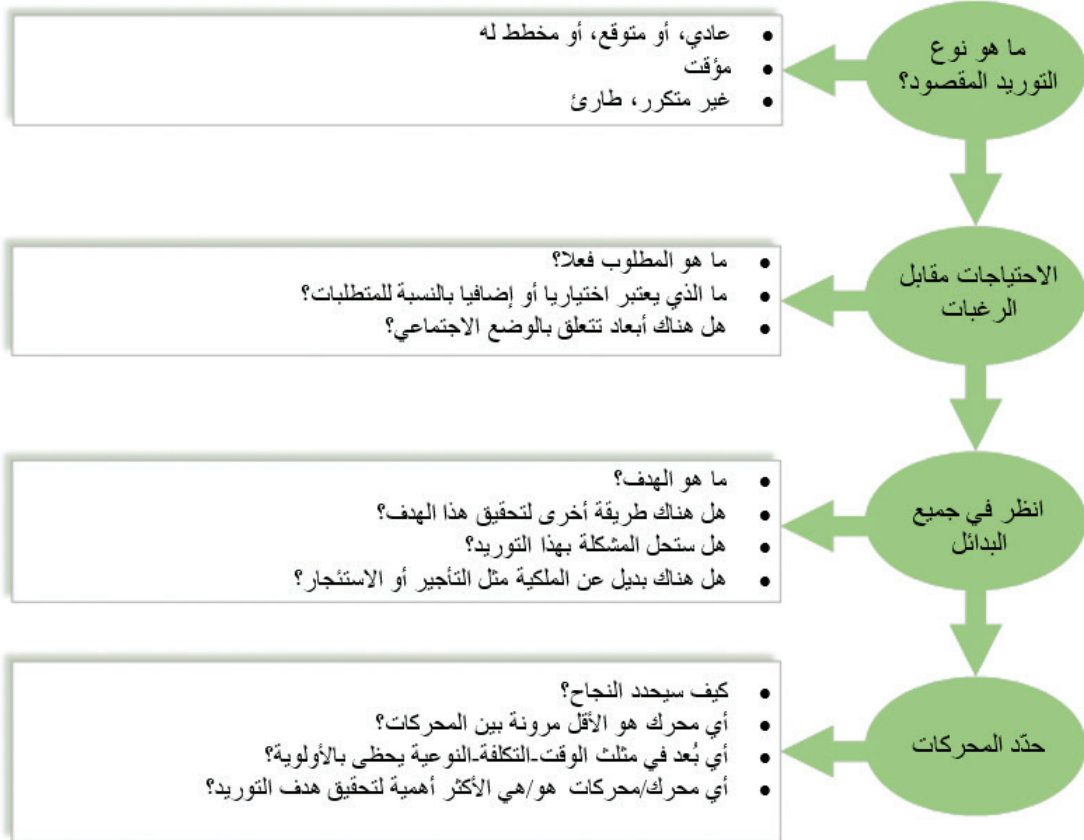 ما هو نوع
التوريد المقصود؟
• عادي، أو متوقع، أو مخطط له
• مؤقت
• غير متكرر، طارئ
الاحتياجات مقابل
الرغبات
• ما هو المطلوب فعلا؟
• ما الذي يعتبر اختياريا أو إضافيا بالنسبة للمتطلبات؟
• هل هناك أبعاد تتعلق بالوضع الاجتماعي؟
انظر في جميع
البدائل
• ما هو الهدف؟
• هل هناك طريقة أخرى لتحقيق هذا الهدف؟
• هل ستحل المشكلة بهذا التوريد؟
• هل هناك بديل عن الملكية مثل التأجير أو الاستئجار؟
حدّد المحركات
• كيف سيحدد النجاح؟
• أي محرك هو الأقل مرونة بين المحركات؟
• أي بُعد في مثلث الوقت-التكلفة-النوعية يحظى بالأولوية؟
• أي محرك/محركات هو/هي الأكثر أهمية لتحقيق هدف التوريد؟